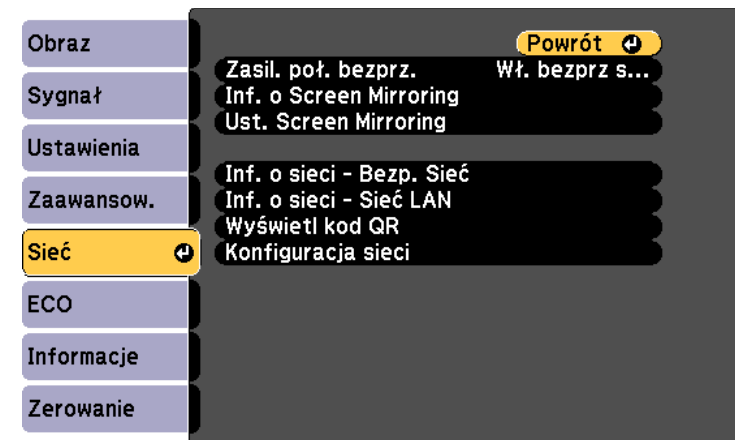 Obraz
Sygnał
Ustawienia
Zaawansow.
Sieć
ECO
Informacje
Zerowanie
Powrót
Zasil. poł. bezprz. Wł. bezprz s...
Inf. o Screen Mirroring
Ust. Screen Mirroring
Inf. o sieci - Bezp. Sieć
Inf. o sieci - Sieć LAN
Wyświetl kod QR
Konfiguracja sieci